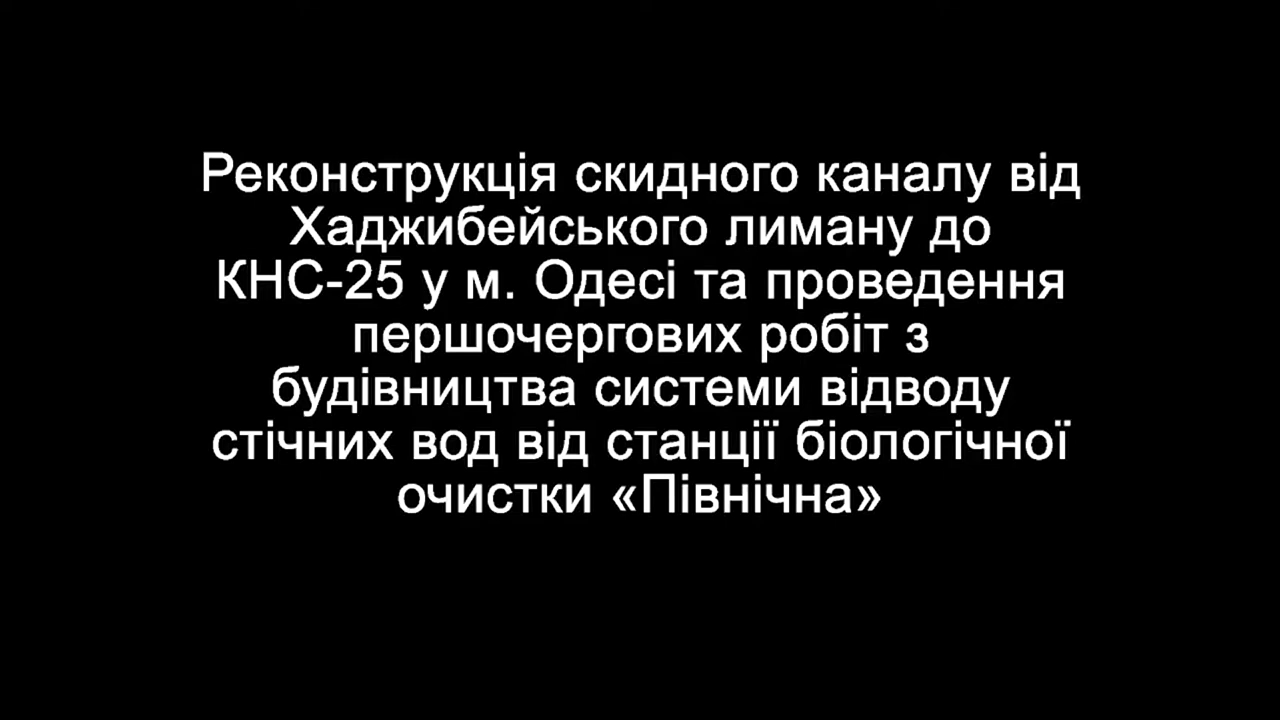 Реконструкція скидного каналу від
Хаджибейського лиману до
КНС-25 у м. Одесі та проведення
першочергових робіт з
будівництва системи відводу
стічних вод від станції біологічної
очистки «Північна»